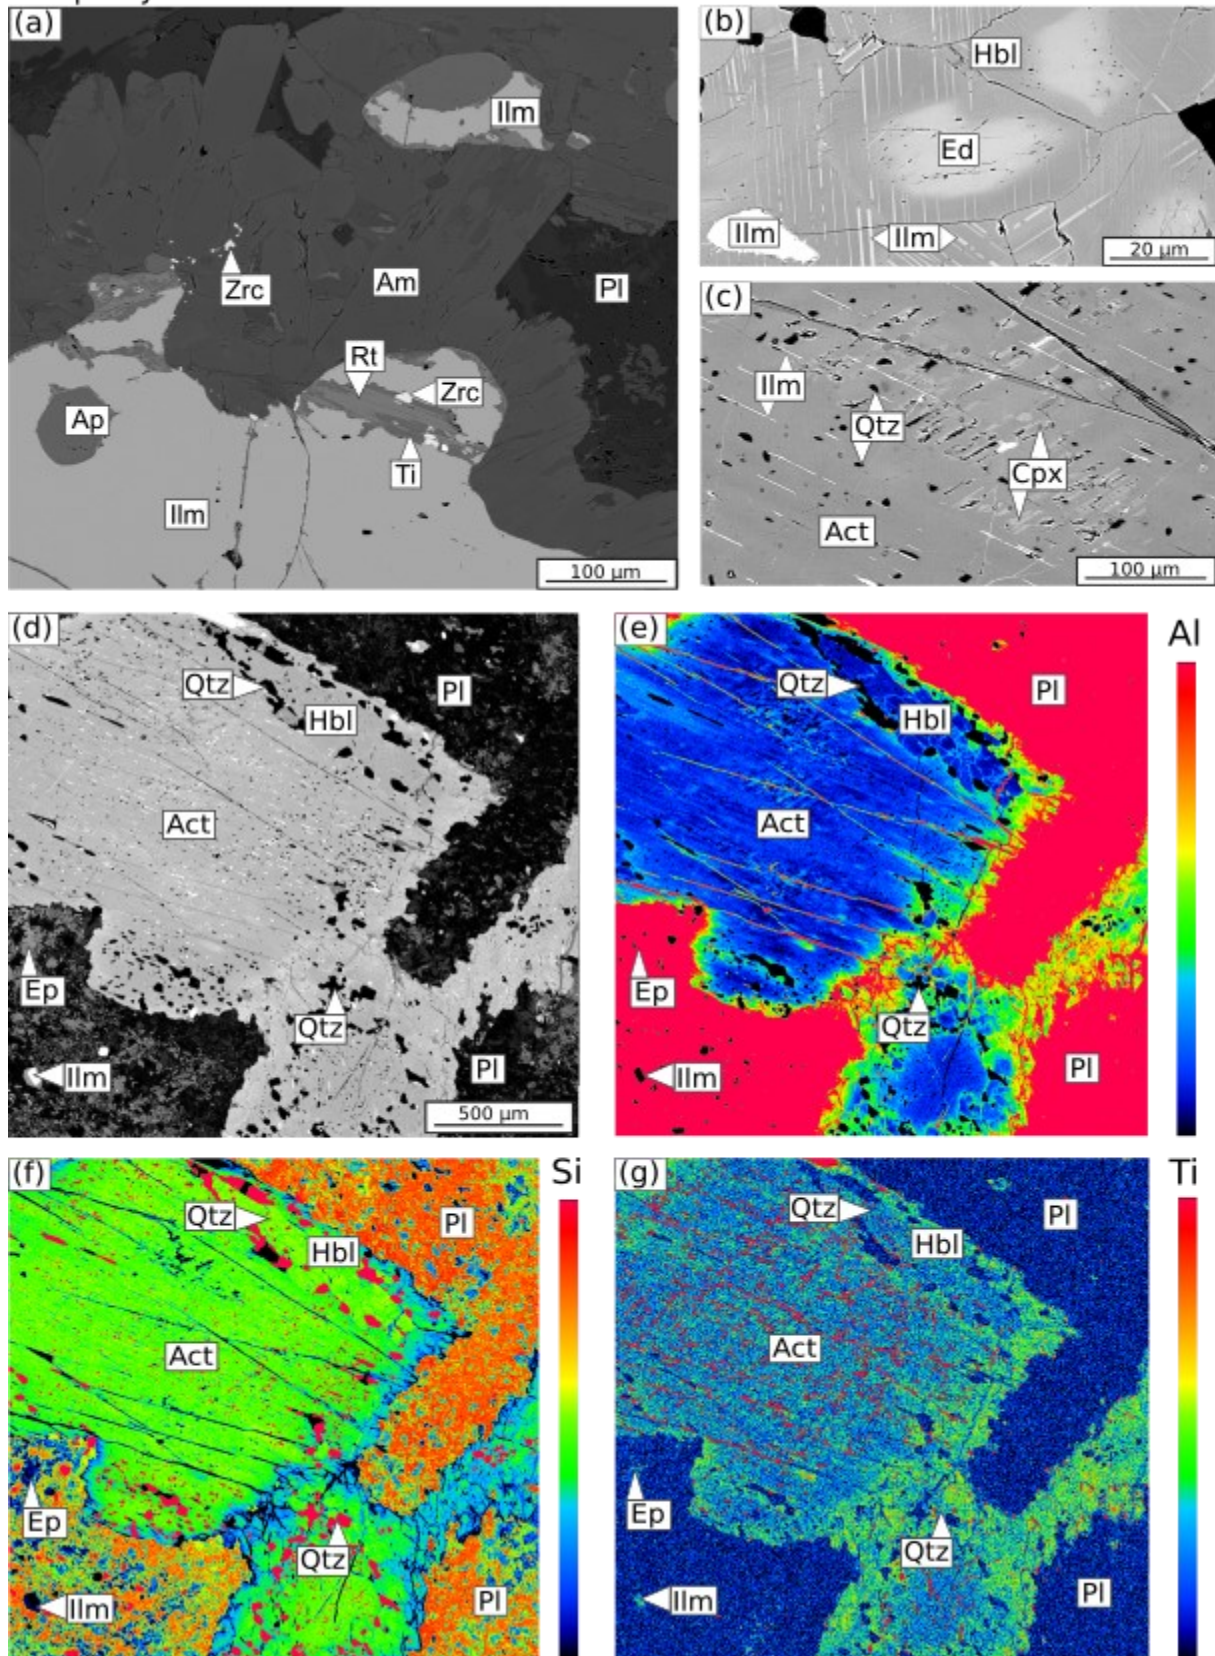 (a)
Ilm
Zrc
Am
Pl
Rt
Zrc
Ap
Ti
Ilm
100 µm
(b)
Hbl
Ed
Ilm
Ilm
20 µm
(c)
Ilm
Qtz
Cpx
Act
100 µm
(d)
Qtz
Pl
Hbl
Act
Ep
Qtz
Ilm
Pl
500 µm
(e)
Al
Qtz
Pl
Hbl
Act
Ep
Qtz
Ilm
Pl
(f)
Si
Qtz
Pl
Hbl
Act
Ep
Qtz
Ilm
Pl
(g)
Ti
Qtz
Pl
Hbl
Act
Ep
Qtz
Ilm
Pl